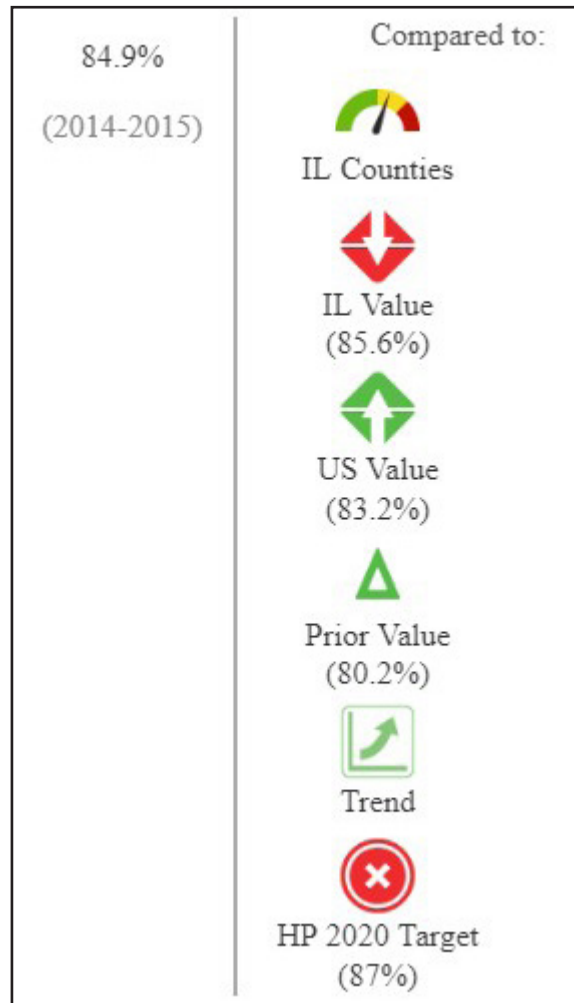 84.9%
(2014-2015)
Compared to:
IL Counties
IL Value
(85.6%)
US Value
(83.2%)
Prior Value
(80.2%)
Trend
HP 2020 Target
(87%)